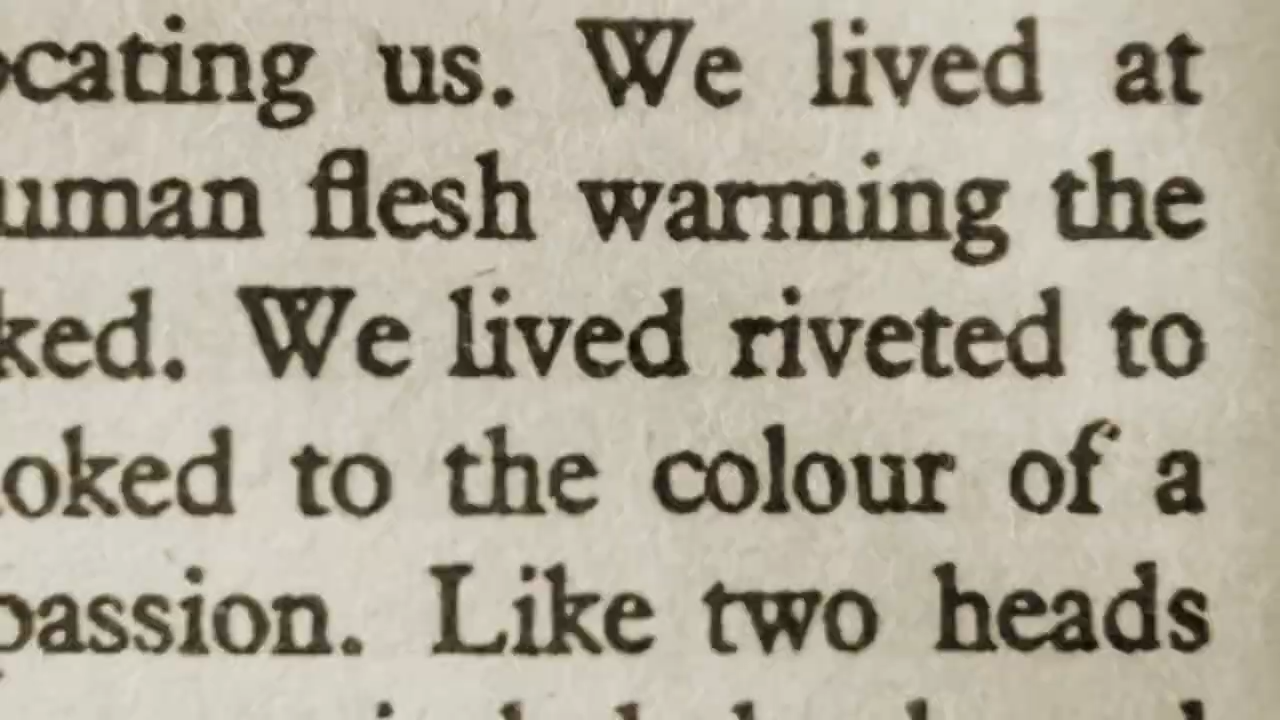 ocating us. We lived at
uman flesh warming the
ked. We lived riveted to
oked to the colour of a
passion. Like two heads